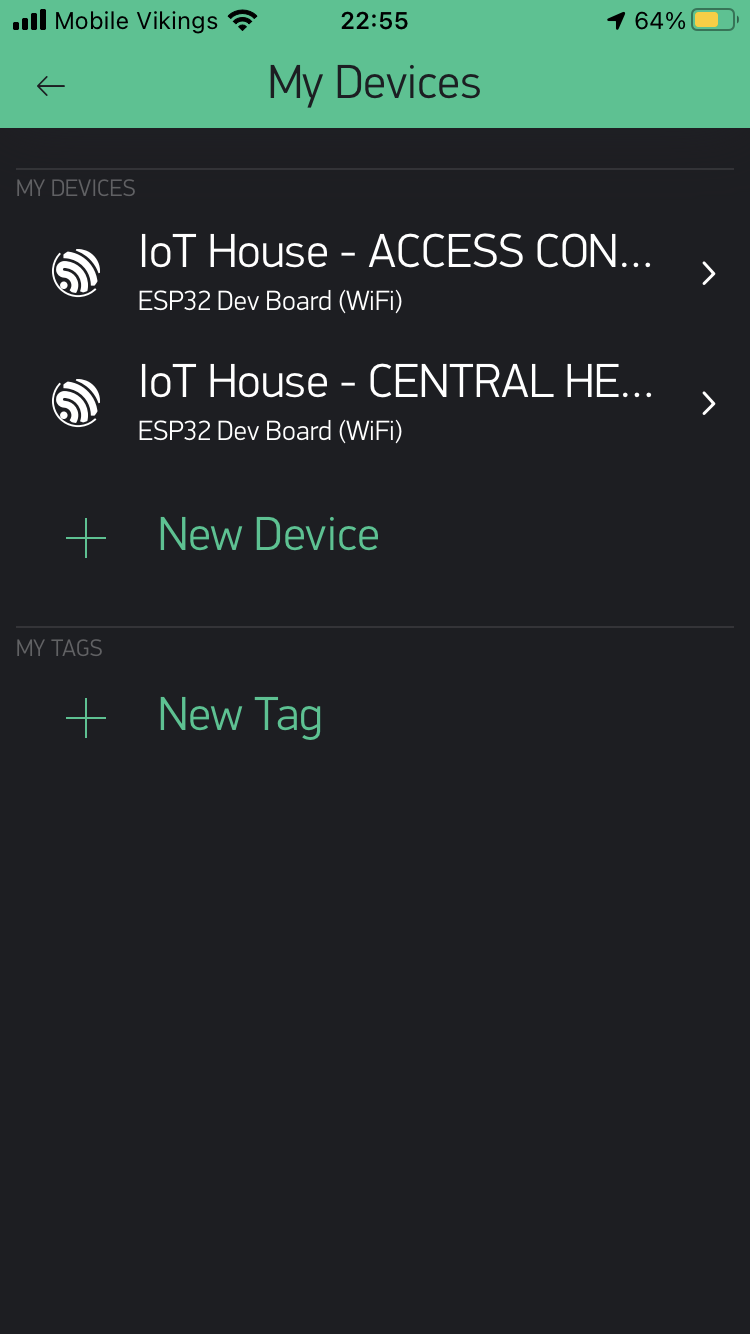 Mobile Vikings 22:55 64%
My Devices
MY DEVICES
IoT House - ACCESS CON...
ESP32 Dev Board (WiFi)
IoT House - CENTRAL HE...
ESP32 Dev Board (WiFi)
New Device
MY TAGS
New Tag